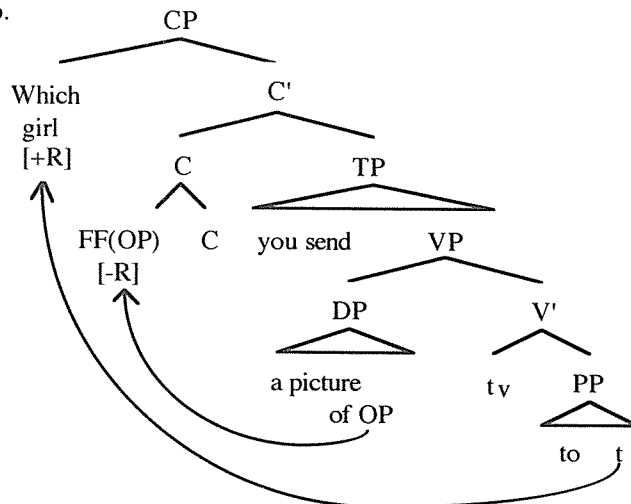 b.
CP
Which
girl
[+R]
C'
C
TP
FF(OP)
[-R]
C
you send
VP
DP
V'
a picture
of OP
tv
PP
to
t